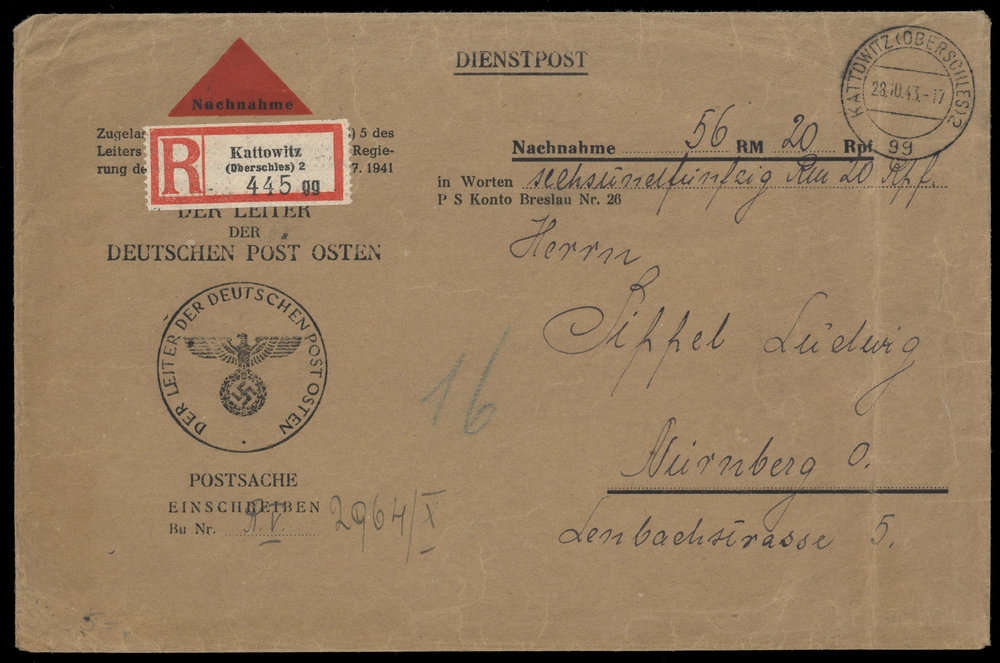 DIENSTPOST
KATTOWITZ (OBERSCHLES) 2
28.10.43.-17
gg
Nachnahme
Zugela
) 5 des
Leiters
Regie-
rung de
7. 1941
R
Kattowitz
(Oberschles) 2
445 gg
Nachnahme 56 RM 20 Rpf
in Worten sechsundfünfzig Rm 20 Rpf.
P S Konto Breslau Nr. 26
DER LEITER
DER
DEUTSCHEN POST OSTEN
DER LEITER DER DEUTSCHEN POST OSTEN
Herrn
Sippel Ludwig
Nürnberg O.
Lenbachstrasse 5.
16
POSTSACHE
EINSCHREIBEN
Bu Nr. 2964/X